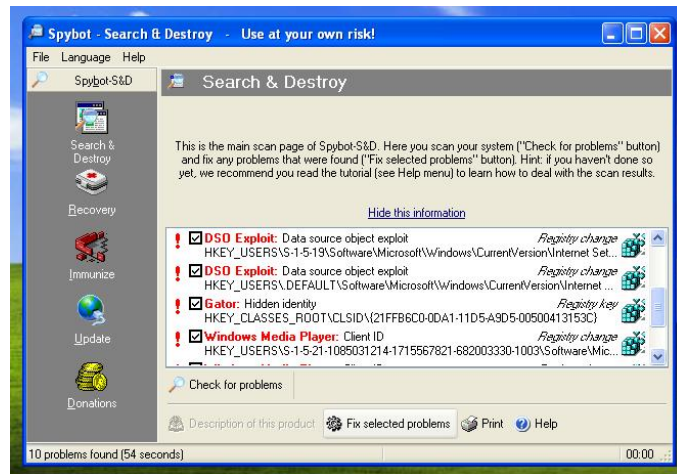 Spybot - Search & Destroy - Use at your own risk!
File Language Help
Spybot-S&D
Search & Destroy
Search &
Destroy
Recovery
Immunize
Update
Donations
This is the main scan page of Spybot-S&D. Here you scan your system ("Check for problems" button)
and fix any problems that were found ("Fix selected problems" button). Hint: if you haven't done so
yet, we recommend you read the tutorial (see Help menu) to learn how to deal with the scan results.
Hide this information
DSO Exploit: Data source object exploit Registry change
HKEY_USERS\S-1-5-19\Software\Microsoft\Windows\CurrentVersion\Internet Set...
DSO Exploit: Data source object exploit Registry change
HKEY_USERS\.DEFAULT\Software\Microsoft\Windows\CurrentVersion\Internet ...
Gator: Hidden identity Registry key
HKEY_CLASSES_ROOT\CLSID\{21FFB6C0-0DA1-11D5-A9D5-00500413153C}
Windows Media Player: Client ID Registry change
HKEY_USERS\S-1-5-21-1085031214-1715567821-682003330-1003\Software\Mic...
Check for problems
Description of this product Fix selected problems Print Help
10 problems found (54 seconds) 00:00